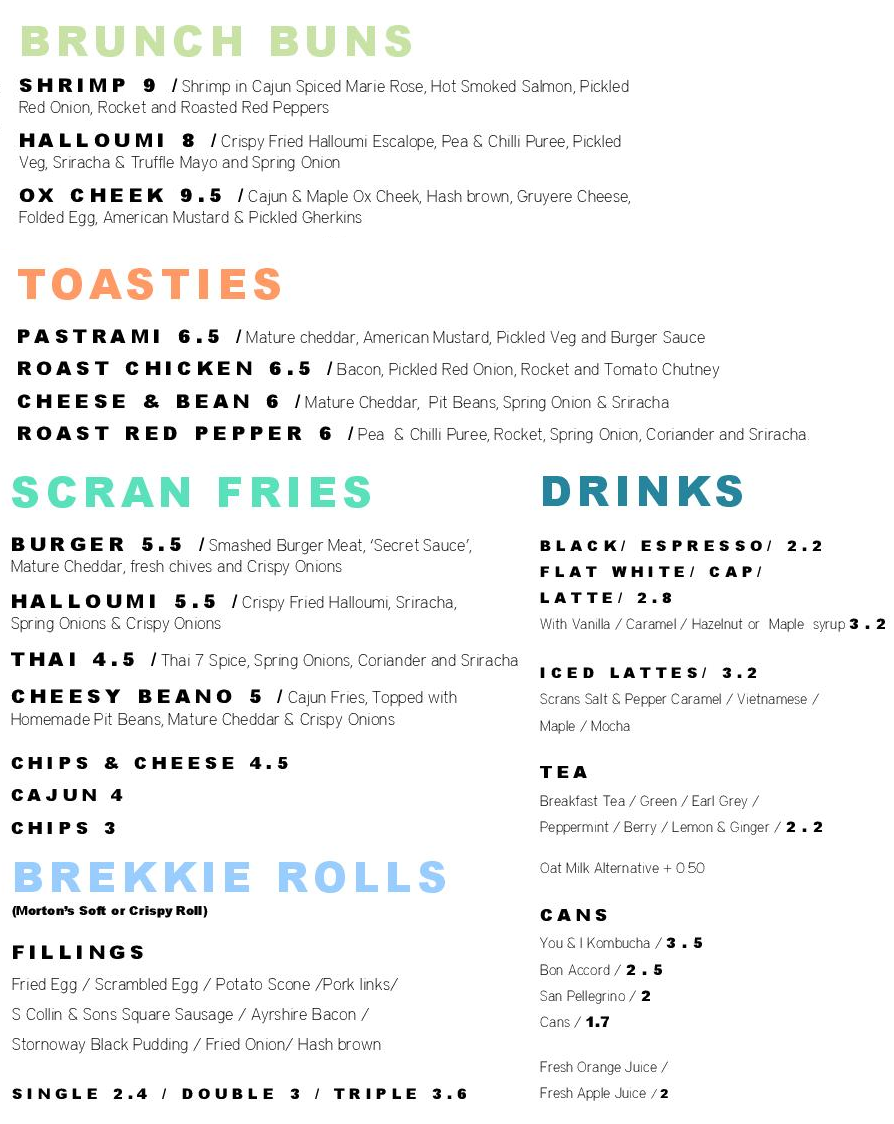 BRUNCH BUNS
SHRIMP 9 / Shrimp in Cajun Spiced Marie Rose, Hot Smoked Salmon, Pickled
Red Onion, Rocket and Roasted Red Peppers
HALLOUMI 8 / Crispy Fried Halloumi Escalope, Pea & Chilli Puree, Pickled
Veg, Sriracha & Truffle Mayo and Spring Onion
OX CHEEK 9.5 / Cajun & Maple Ox Cheek, Hash brown, Gruyere Cheese,
Folded Egg, American Mustard & Pickled Gherkins
TOASTIES
PASTRAMI 6.5 / Mature cheddar, American Mustard, Pickled Veg and Burger Sauce
ROAST CHICKEN 6.5 / Bacon, Pickled Red Onion, Rocket and Tomato Chutney
CHEESE & BEAN 6 / Mature Cheddar, Pit Beans, Spring Onion & Sriracha
ROAST RED PEPPER 6 / Pea & Chilli Puree, Rocket, Spring Onion, Coriander and Sriracha.
SCRAN FRIES
BURGER 5.5 / Smashed Burger Meat, ‘Secret Sauce’,
Mature Cheddar, fresh chives and Crispy Onions
HALLOUMI 5.5 / Crispy Fried Halloumi, Sriracha,
Spring Onions & Crispy Onions
THAI 4.5 / Thai 7 Spice, Spring Onions, Coriander and Sriracha
CHEESY BEANO 5 / Cajun Fries, Topped with
Homemade Pit Beans, Mature Cheddar & Crispy Onions
CHIPS & CHEESE 4.5
CAJUN 4
CHIPS 3
BREKKIE ROLLS
(Morton's Soft or Crispy Roll)
FILLINGS
Fried Egg / Scrambled Egg / Potato Scone /Pork links/
S Collin & Sons Square Sausage / Ayrshire Bacon /
Stornoway Black Pudding / Fried Onion/ Hash brown
SINGLE 2.4 / DOUBLE 3 / TRIPLE 3.6
DRINKS
BLACK/ ESPRESSO/ 2.2
FLAT WHITE/ CAP/
LATTE/ 2.8
With Vanilla / Caramel / Hazelnut or Maple syrup 3.2
ICED LATTES/ 3.2
Scrans Salt & Pepper Caramel / Vietnamese /
Maple / Mocha
TEA
Breakfast Tea / Green / Earl Grey /
Peppermint / Berry / Lemon & Ginger / 2.2
Oat Milk Alternative + 0.50
CANS
You & I Kombucha / 3.5
Bon Accord / 2.5
San Pellegrino / 2
Cans / 1.7
Fresh Orange Juice /
Fresh Apple Juice / 2